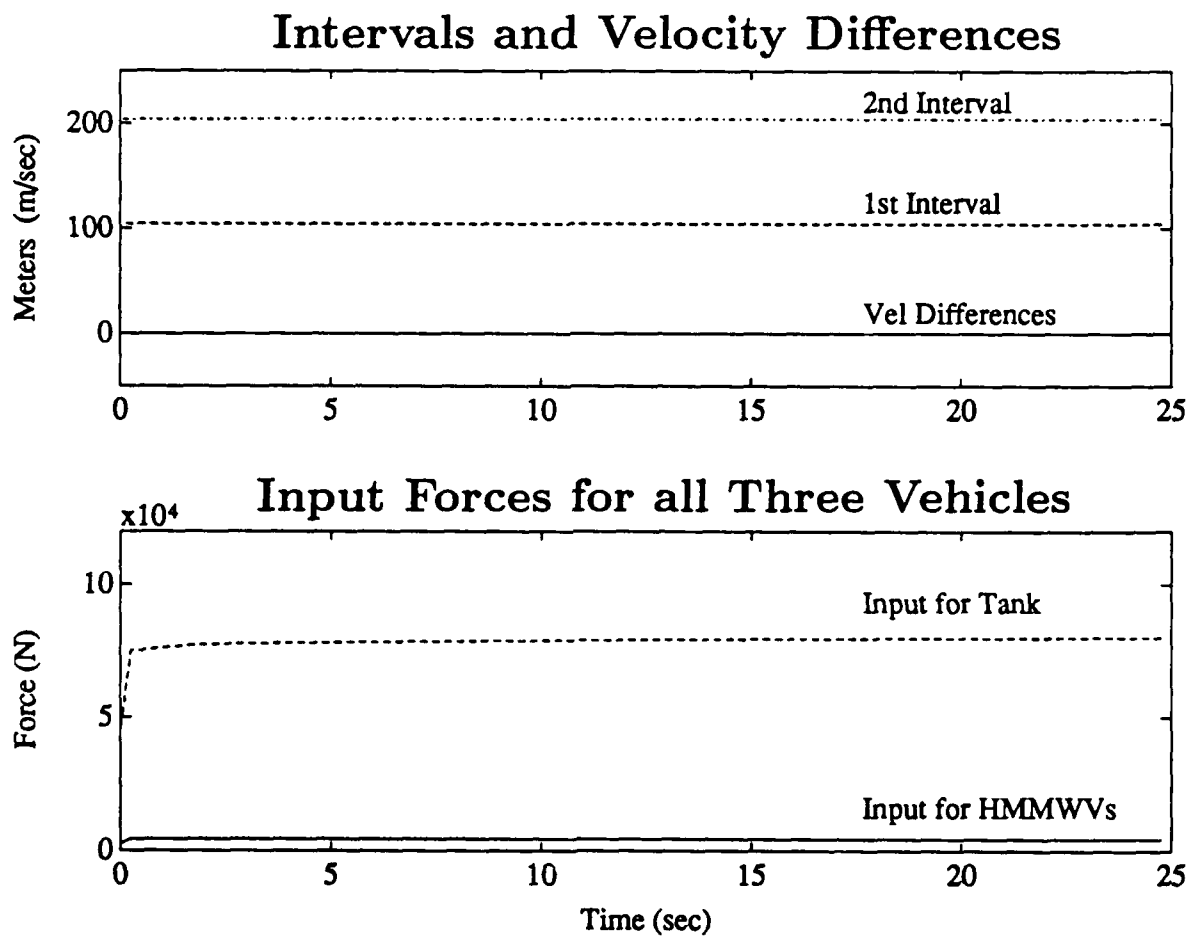 Intervals and Velocity Differences
Meters (m/sec)
200
100
0
2nd Interval
1st Interval
Vel Differences
0 5 10 15 20 25
Input Forces for all Three Vehicles
x10⁴
Force (N)
10
5
0
Input for Tank
Input for HMMWVs
0 5 10 15 20 25
Time (sec)